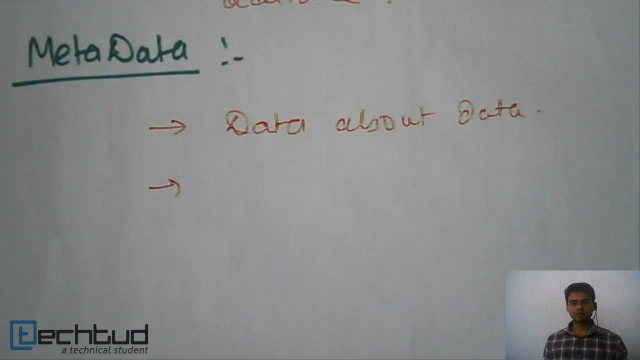 MetaData :-
→ Data about data.
→
techtud
a technical student